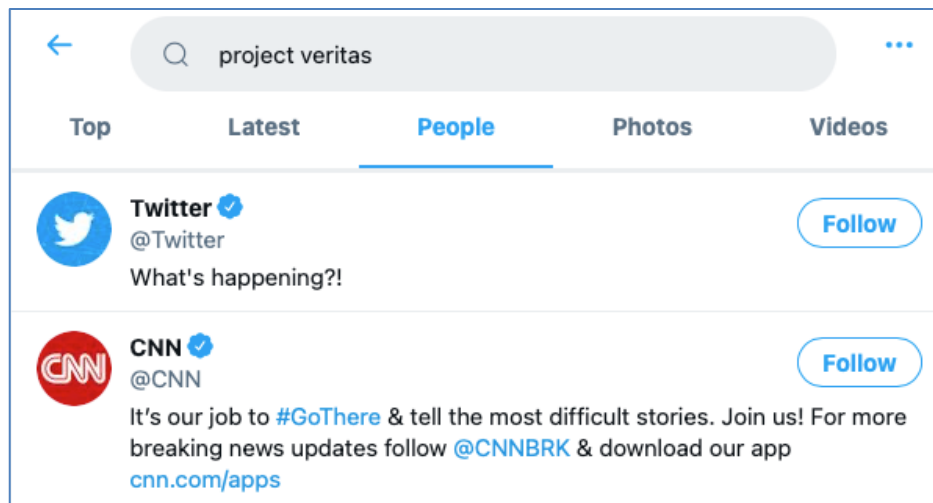 project veritas
Top Latest People Photos Videos
Twitter
@Twitter
Follow
What's happening?!
CNN
CNN
@CNN
Follow
It's our job to #GoThere & tell the most difficult stories. Join us! For more
breaking news updates follow @CNNBRK & download our app
cnn.com/apps